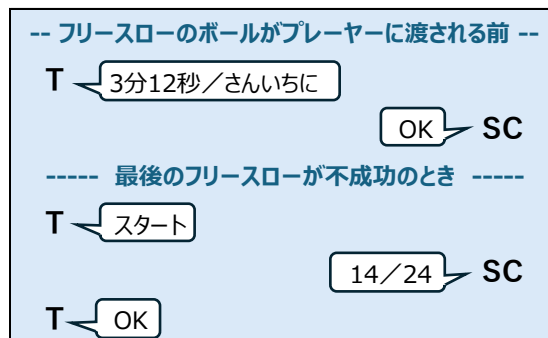 -- フリースローのボールがプレーヤーに渡される前 --
T 3分12秒／さんいちに
OK SC
----- 最後のフリースローが不成功のとき -----
T スタート
14／24 SC
T OK